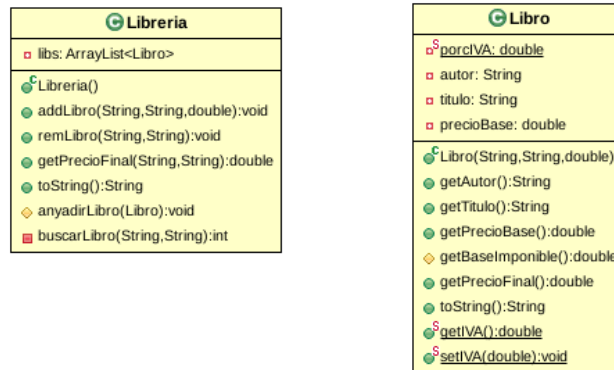 C Libreria
libs: ArrayList<Libro>
C Libreria()
addLibro(String,String,double):void
remLibro(String,String):void
getPrecioFinal(String,String):double
toString():String
anyadirLibro(Libro):void
buscarLibro(String,String):int
C Libro
S porcIVA: double
autor: String
titulo: String
precioBase: double
C Libro(String,String,double)
getAutor():String
getTitulo():String
getPrecioBase():double
getBaseImponible():double
getPrecioFinal():double
toString():String
S getIVA():double
S setIVA(double):void